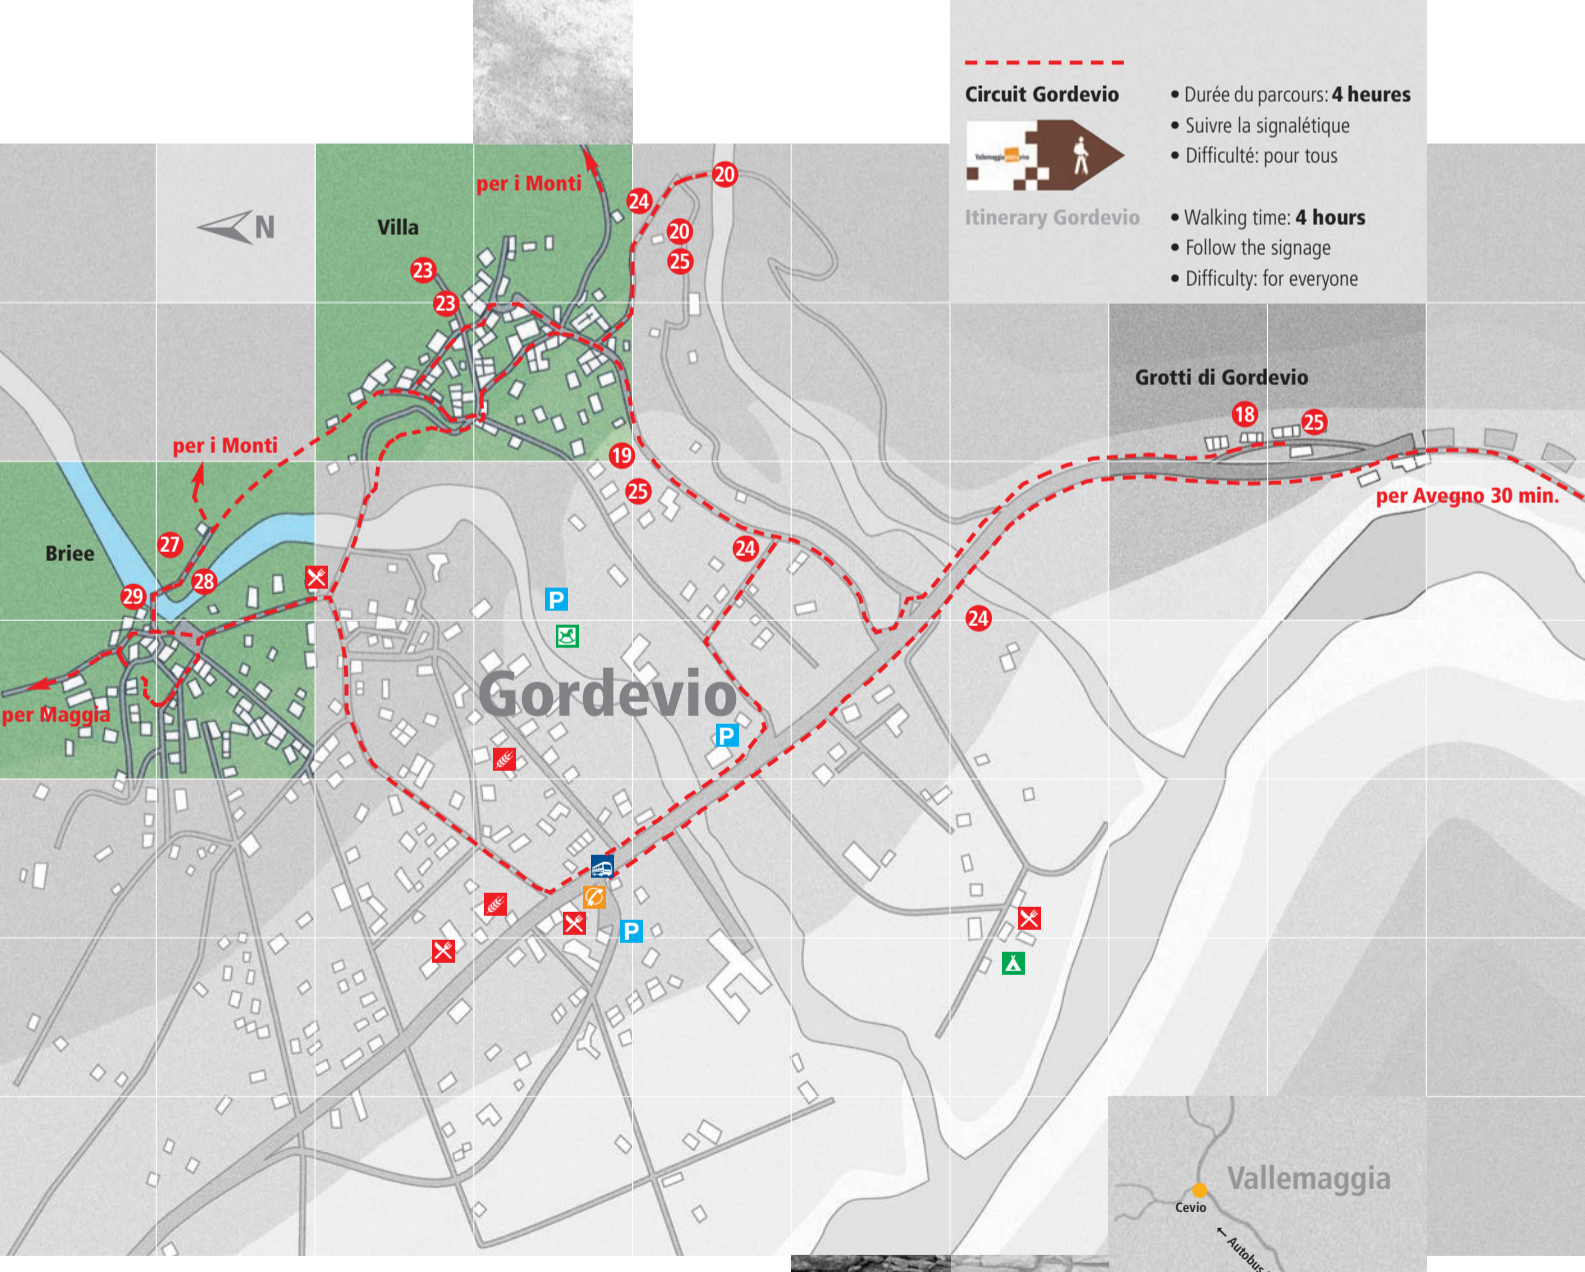 Circuit Gordevio
• Durée du parcours: 4 heures
• Suivre la signalétique
• Difficulté: pour tous
Itinerary Gordevio
• Walking time: 4 hours
• Follow the signage
• Difficulty: for everyone
per i Monti
20
24
N
Villa
20
25
23
23
Grotti di Gordevio
18
25
per i Monti
19
25
per Avegno 30 min.
27
24
Briee
28
29
P
24
Gordevio
per Maggia
P
P
Vallemaggia
Cevio
← Autobus